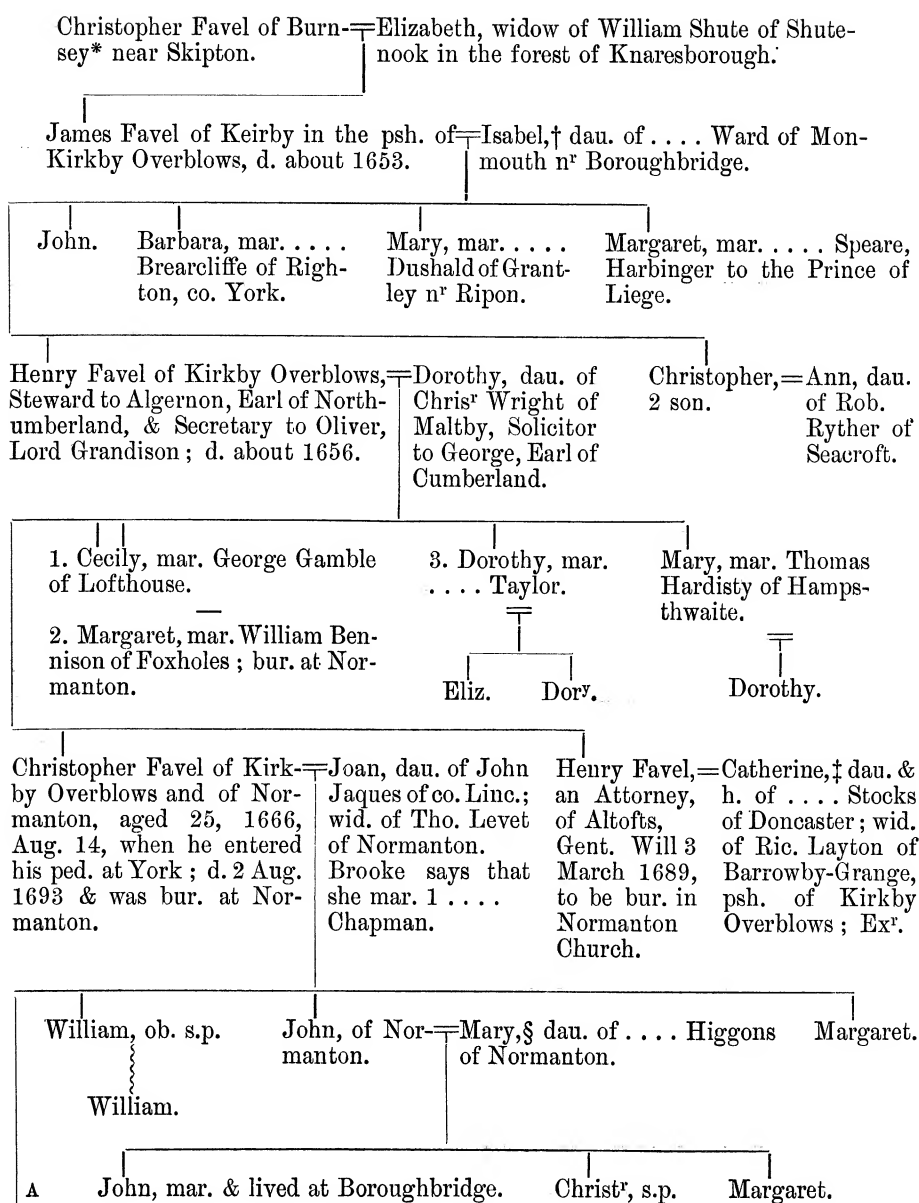 Christopher Favel of Burn-
sey* near Skipton.
Elizabeth, widow of William Shute of Shute-
nook in the forest of Knaresborough.
James Favel of Keirby in the psh. of
Kirkby Overblows, d. about 1653.
Isabel,† dau. of .... Ward of Mon-
mouth nʳ Boroughbridge.
John.
Barbara, mar. ....
Brearcliffe of Righ-
ton, co. York.
Mary, mar. ....
Dushald of Grant-
ley nʳ Ripon.
Margaret, mar. .... Speare,
Harbinger to the Prince of
Liege.
Henry Favel of Kirkby Overblows,
Steward to Algernon, Earl of North-
umberland, & Secretary to Oliver,
Lord Grandison ; d. about 1656.
Dorothy, dau. of
Chrisʳ Wright of
Maltby, Solicitor
to George, Earl of
Cumberland.
Christopher,
2 son.
Ann, dau.
of Rob.
Ryther of
Seacroft.
1. Cecily, mar. George Gamble
of Lofthouse.
2. Margaret, mar. William Ben-
nison of Foxholes ; bur. at Nor-
manton.
3. Dorothy, mar.
.... Taylor.
Eliz. Doryʸ.
Mary, mar. Thomas
Hardisty of Hamps-
thwaite.
Dorothy.
Christopher Favel of Kirk-
by Overblows and of Nor-
manton, aged 25, 1666,
Aug. 14, when he entered
his ped. at York ; d. 2 Aug.
1693 & was bur. at Nor-
manton.
Joan, dau. of John
Jaques of co. Linc.;
wid. of Tho. Levet
of Normanton.
Brooke says that
she mar. 1 ....
Chapman.
Henry Favel,
an Attorney,
of Altofts,
Gent. Will 3
March 1689,
to be bur. in
Normanton
Church.
Catherine,‡ dau. &
h. of .... Stocks
of Doncaster ; wid.
of Ric. Layton of
Barrowby-Grange,
psh. of Kirkby
Overblows ; Exʳ.
William, ob. s.p.
William.
John, of Nor-
manton.
Mary,§ dau. of .... Higgons
of Normanton.
Margaret.
A
John, mar. & lived at Boroughbridge.
Christʳ, s.p.
Margaret.